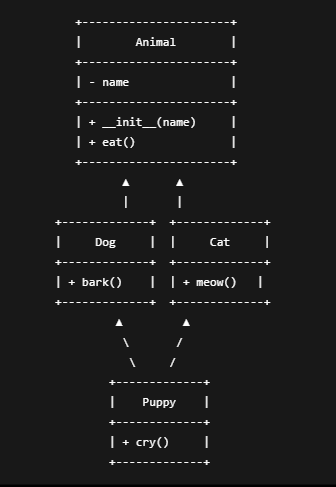 Animal
- name
+ __init__(name)
+ eat()
Dog Cat
+ bark() + meow()
Puppy
+ cry()